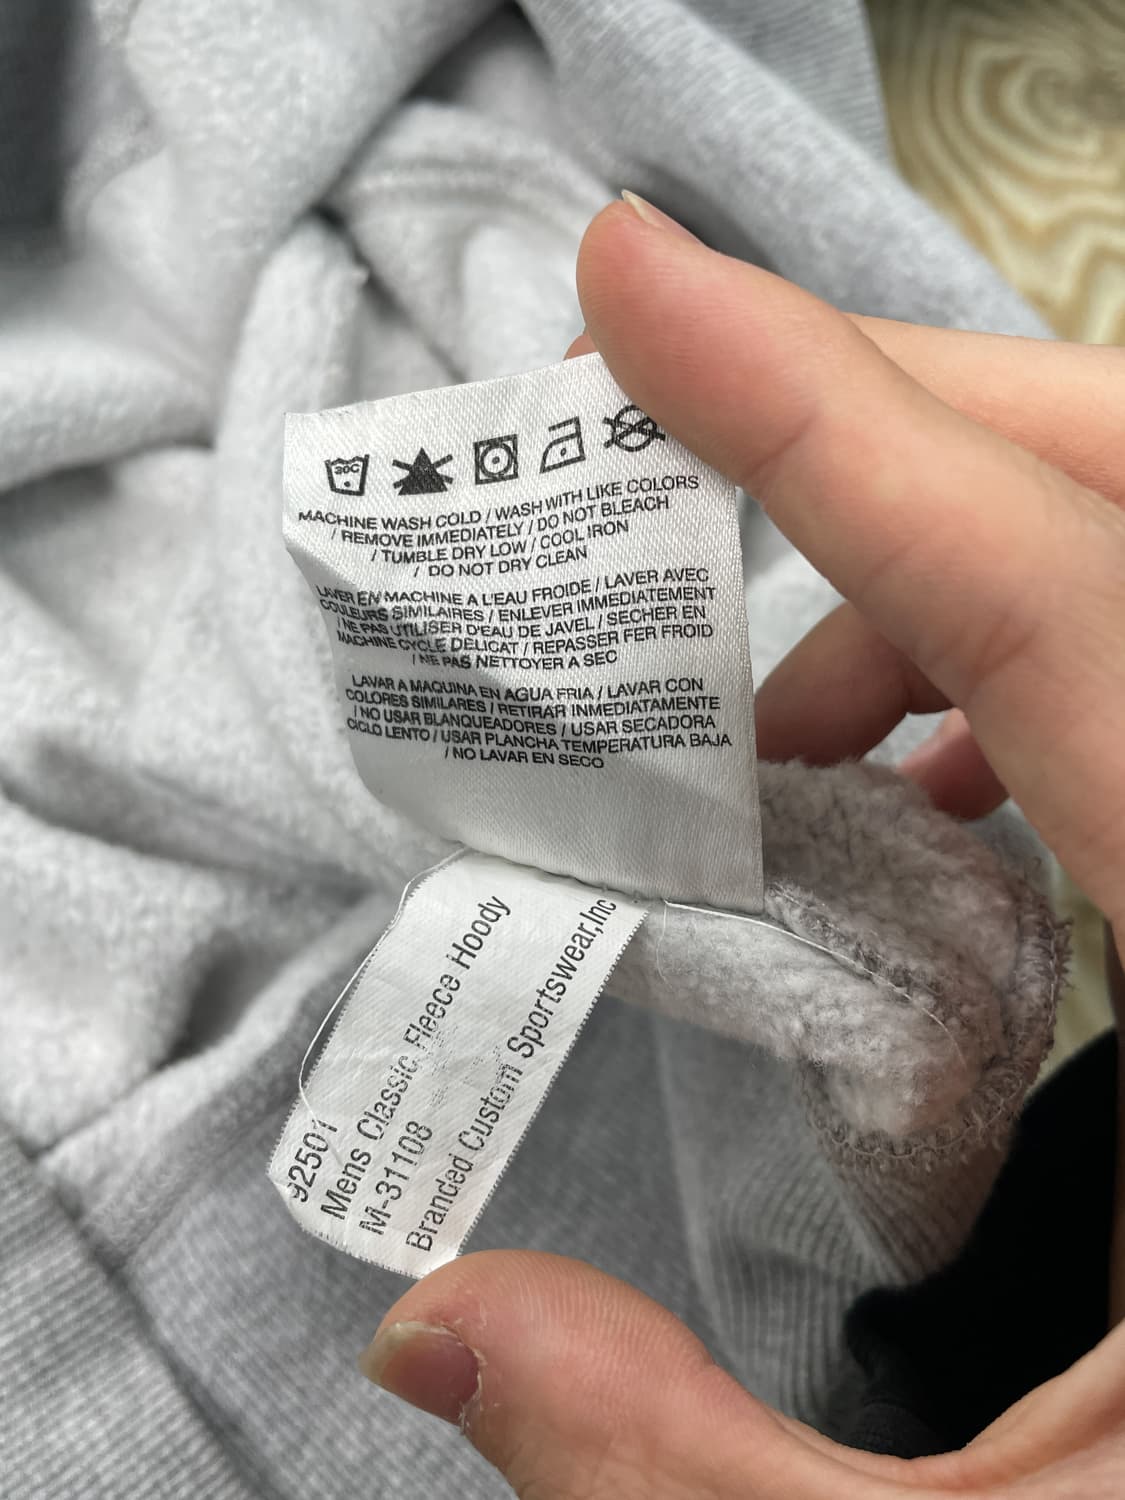 30C
MACHINE WASH COLD / WASH WITH LIKE COLORS
/ REMOVE IMMEDIATELY / DO NOT BLEACH
/ TUMBLE DRY LOW / COOL IRON
/ DO NOT DRY CLEAN
LAVER EN MACHINE A L'EAU FROIDE / LAVER AVEC
COULEURS SIMILAIRES / ENLEVER IMMEDIATEMENT
/ NE PAS UTILISER D'EAU DE JAVEL / SECHER EN
MACHINE CYCLE DELICAT / REPASSER FER FROID
/ NE PAS NETTOYER A SEC
LAVAR A MAQUINA EN AGUA FRIA / LAVAR CON
COLORES SIMILARES / RETIRAR INMEDIATAMENTE
/ NO USAR BLANQUEADORES / USAR SECADORA
CICLO LENTO / USAR PLANCHA TEMPERATURA BAJA
/ NO LAVAR EN SECO
92501
Mens Classic Fleece Hoody
M-31108
Branded Custom Sportswear,Inc